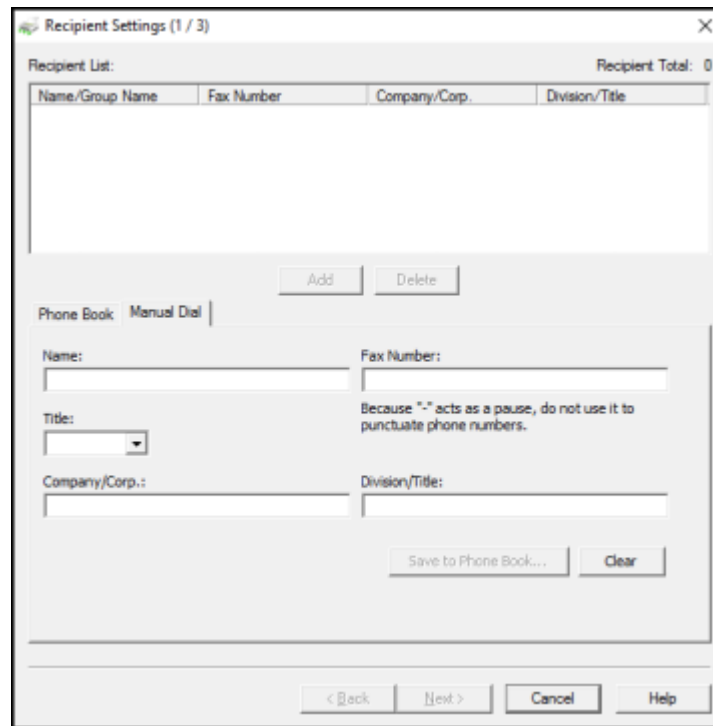 Recipient Settings (1 / 3)
Recipient List: Recipient Total: 0
Name/Group Name Fax Number Company/Corp. Division/Title
Add Delete
Phone Book Manual Dial
Name: Fax Number:
Because "-" acts as a pause, do not use it to
punctuate phone numbers.
Title:
Company/Corp.: Division/Title:
Save to Phone Book... Clear
< Back Next > Cancel Help